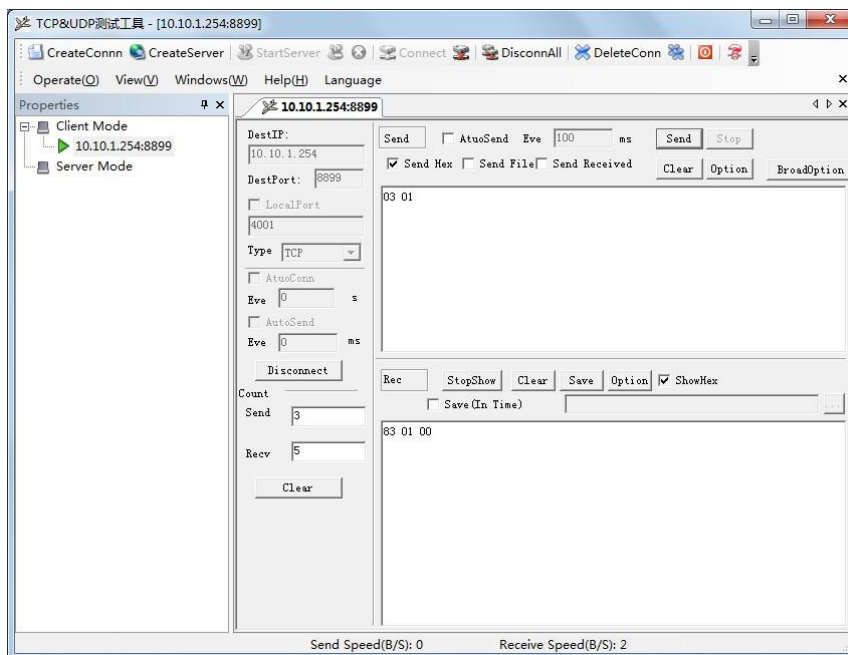 TCP&UDP测试工具 - [10.10.1.254:8899]
CreateConnn CreateServer StartServer Connect DisconnAll DeleteConn
Operate(O) View(V) Windows(W) Help(H) Language
Properties
Client Mode
10.10.1.254:8899
Server Mode
10.10.1.254:8899
DestIP:
10.10.1.254
DestPort: 8899
LocalPort
4001
Type TCP
AtuoConn
Eve 0 s
AutoSend
Eve 0 ms
Disconnect
Count
Send 3
Recv 5
Clear
Send AtuoSend Eve 100 ms Send Stop
Send Hex Send File Send Received Clear Option BroadOption
03 01
Rec StopShow Clear Save Option ShowHex
Save(In Time) ...
83 01 00
Send Speed(B/S): 0 Receive Speed(B/S): 2